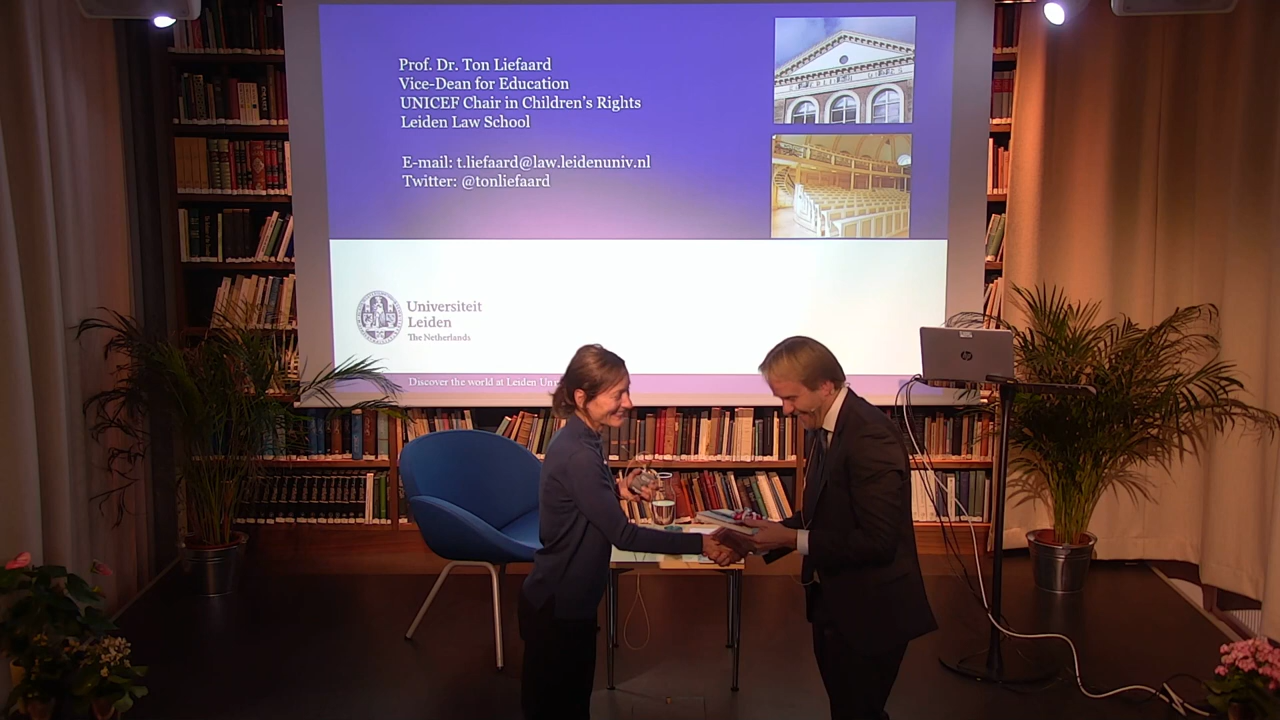 Prof. Dr. Ton Liefaard
Vice-Dean for Education
UNICEF Chair in Children's Rights
Leiden Law School
E-mail: t.liefaard@law.leidenuniv.nl
Twitter: @tonliefaard
Universiteit
Leiden
The Netherlands
Discover the world at Leiden
hp